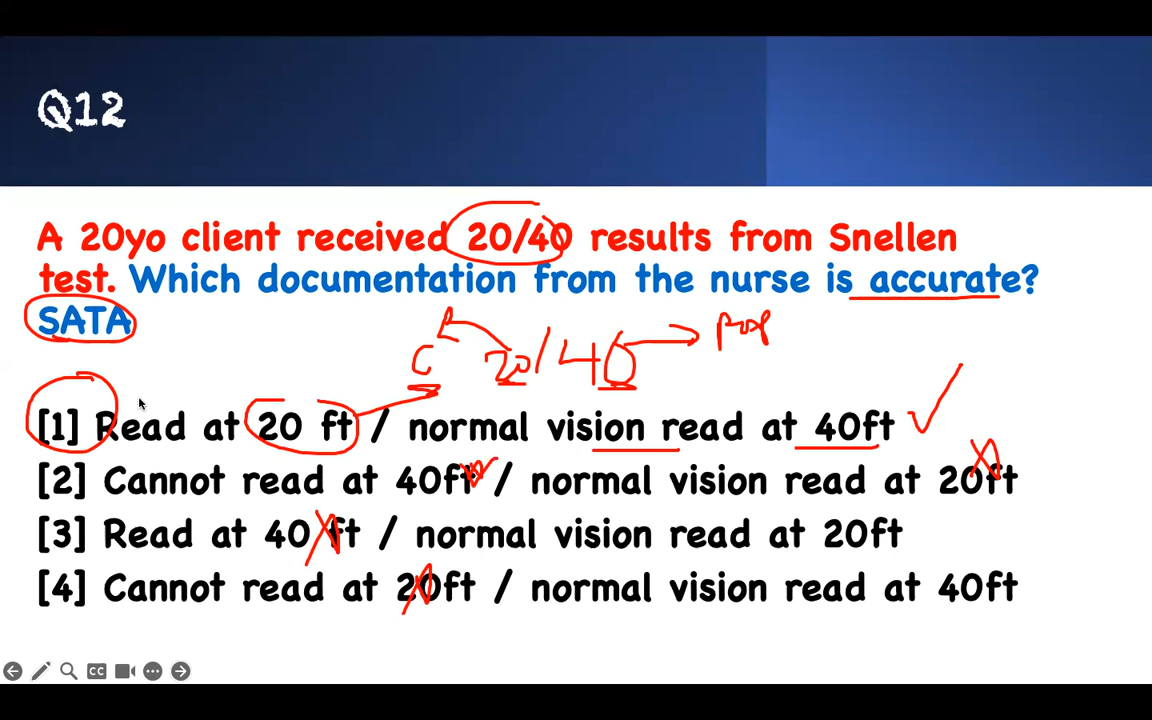 Q12
A 20yo client received 20/40 results from Snellen
test. Which documentation from the nurse is accurate?
SATA
C 20/40 → pop
[1] Read at 20 ft / normal vision read at 40ft ✓
[2] Cannot read at 40ft / normal vision read at 20ft
[3] Read at 40 ft / normal vision read at 20ft
[4] Cannot read at 20ft / normal vision read at 40ft
CC